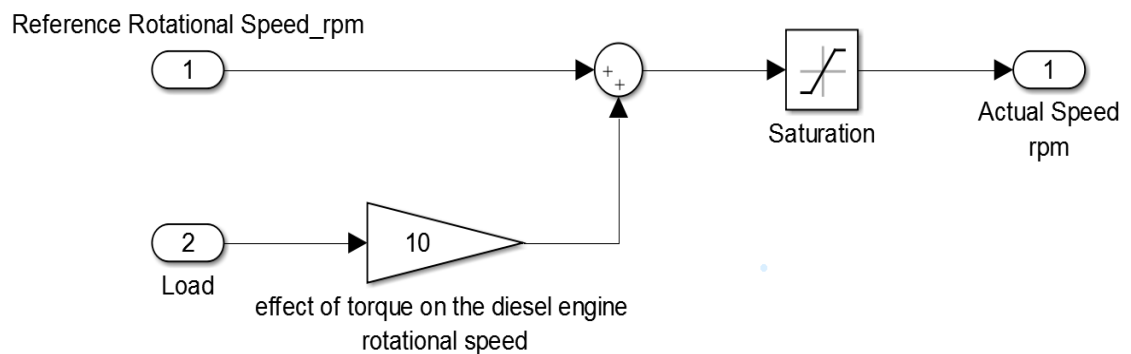 Reference Rotational Speed_rpm
1
+
+
Saturation
1
Actual Speed
rpm
2
Load
10
effect of torque on the diesel engine
rotational speed